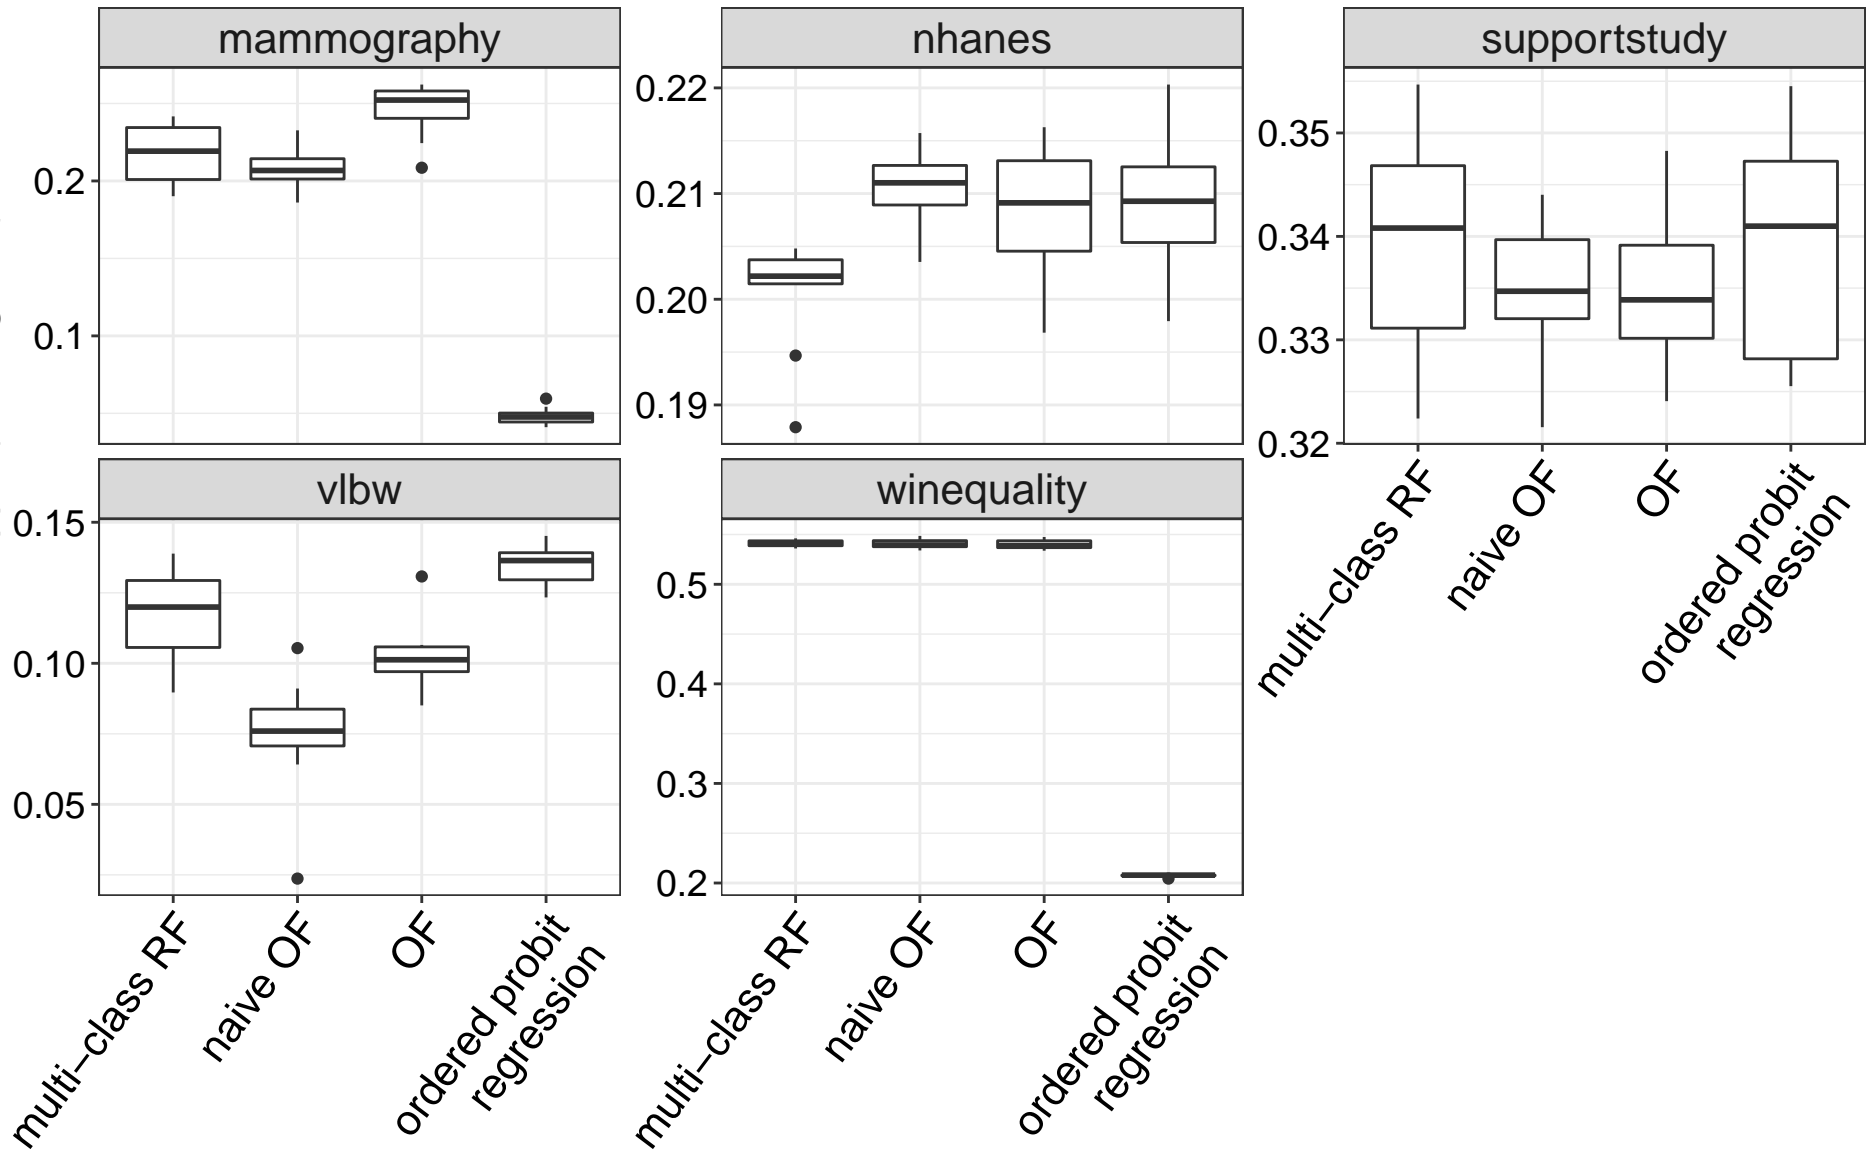 mammography
nhanes
supportstudy
0.2
0.1
0.22
0.21
0.20
0.19
0.35
0.34
0.33
0.32
multi−class RF
naive OF
OF
ordered probit
regression
vlbw
winequality
0.15
0.10
0.05
0.5
0.4
0.3
0.2
multi−class RF
naive OF
OF
ordered probit
regression
multi−class RF
naive OF
OF
ordered probit
regression